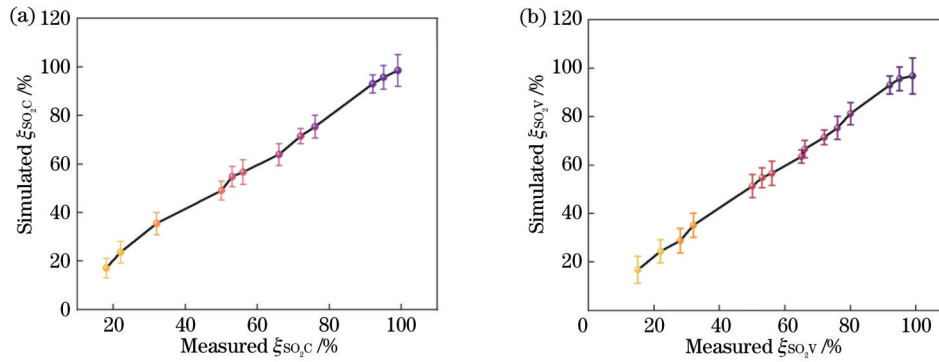 (a)
120
100
80
60
40
20
0
Simulated ξSO₂C /%
20 40 60 80 100
Measured ξSO₂C /%
(b)
120
100
80
60
40
20
Simulated ξSO₂V /%
0 20 40 60 80 100
Measured ξSO₂V /%